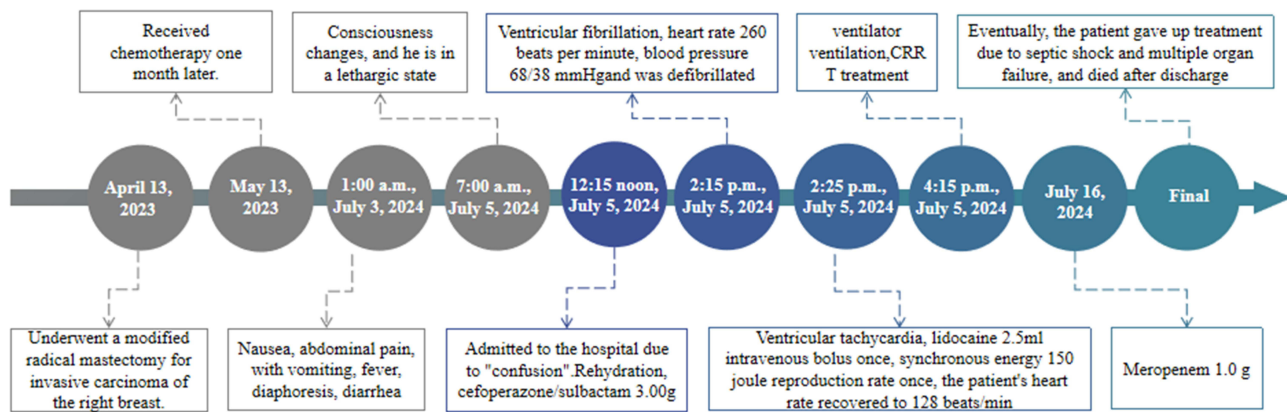 Received
chemotherapy one
month later.
Consciousness
changes, and he is in
a lethargic state
Ventricular fibrillation, heart rate 260
beats per minute, blood pressure
68/38 mmHgand was defibrillated
ventilator
ventilation,CRR
T treatment
Eventually, the patient gave up treatment
due to septic shock and multiple organ
failure, and died after discharge
April 13,
2023
May 13,
2023
1:00 a.m.,
July 3, 2024
7:00 a.m.,
July 5, 2024
12:15 noon,
July 5, 2024
2:15 p.m.,
July 5, 2024
2:25 p.m.,
July 5, 2024
4:15 p.m.,
July 5, 2024
July 16,
2024
Final
Underwent a modified
radical mastectomy for
invasive carcinoma of
the right breast.
Nausea, abdominal pain,
with vomiting, fever,
diaphoresis, diarrhea
Admitted to the hospital due
to "confusion".Rehydration,
cefoperazone/sulbactam 3.00g
Ventricular tachycardia, lidocaine 2.5ml
intravenous bolus once, synchronous energy 150
joule reproduction rate once, the patient's heart
rate recovered to 128 beats/min
Meropenem 1.0 g